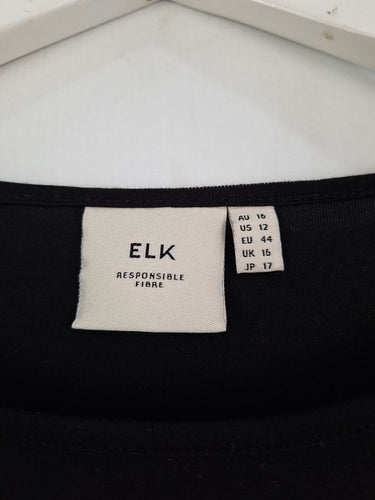 ELK
RESPONSIBLE
FIBRE
AU 16
US 12
EU 44
UK 16
JP 17